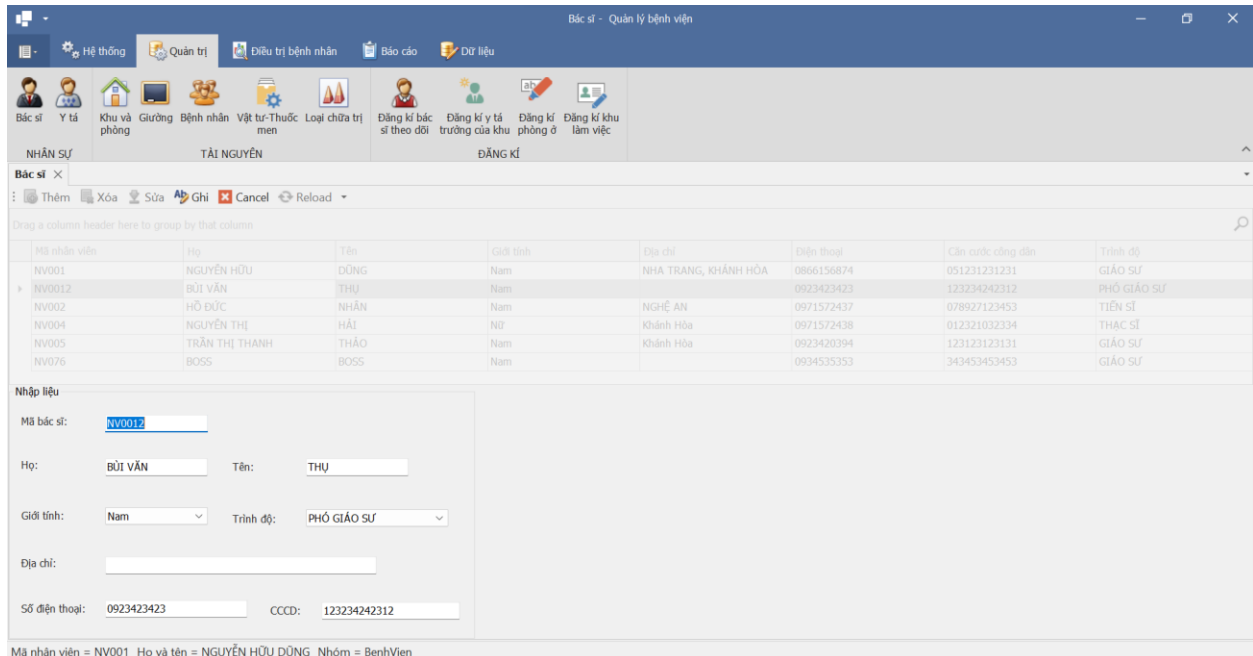 Bác sĩ - Quản lý bệnh viện
Hệ thống Quản trị Điều trị bệnh nhân Báo cáo Dữ liệu
Bác sĩ Y tá Khu và phòng Giường Bệnh nhân Vật tư-Thuốc men Loại chữa trị Đăng kí bác sĩ theo dõi Đăng kí y tá trưởng của khu Đăng kí phòng ở Đăng kí khu làm việc
NHÂN SỰ TÀI NGUYÊN ĐĂNG KÍ
Bác sĩ
Thêm Xóa Sửa Ghi Cancel Reload
Drag a column header here to group by that column
Mã nhân viên Họ Tên Giới tính Địa chỉ Điện thoại Căn cước công dân Trình độ
NV001 NGUYỄN HỮU DŨNG Nam NHA TRANG, KHÁNH HÒA 0866156874 051231231231 GIÁO SƯ
NV0012 BÙI VĂN THỤ Nam 0923423423 123234242312 PHÓ GIÁO SƯ
NV002 HỒ ĐỨC NHÂN Nam NGHỆ AN 0971572437 078927123453 TIẾN SĨ
NV004 NGUYỄN THỊ HẢI Nữ Khánh Hòa 0971572438 012321032334 THẠC SĨ
NV005 TRẦN THỊ THANH THẢO Nam Khánh Hòa 0923420394 123123123131 GIÁO SƯ
NV076 BOSS BOSS Nam 0934535353 343453453453 GIÁO SƯ
Nhập liệu
Mã bác sĩ: NV0012
Họ: BÙI VĂN Tên: THỤ
Giới tính: Nam Trình độ: PHÓ GIÁO SƯ
Địa chỉ:
Số điện thoại: 0923423423 CCCD: 123234242312
Mã nhân viên = NV001 Họ và tên = NGUYỄN HỮU DŨNG Nhóm = BenhVien